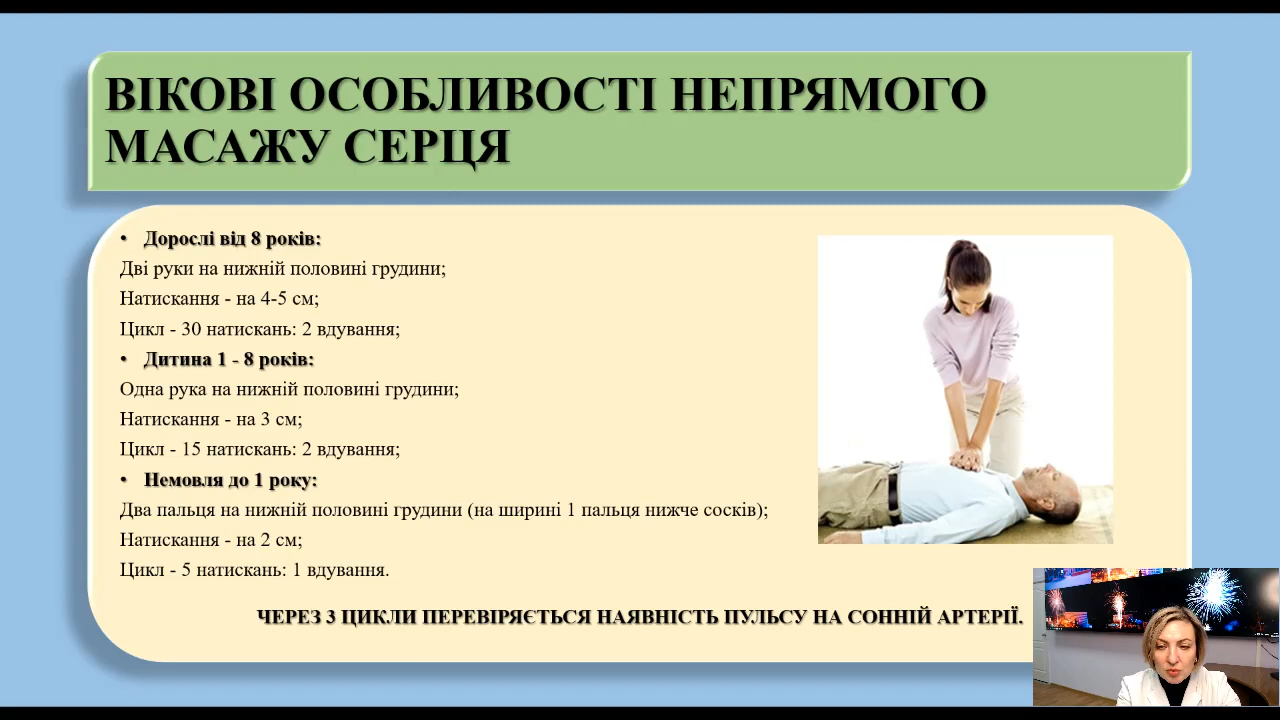 ВІКОВІ ОСОБЛИВОСТІ НЕПРЯМОГО
МАСАЖУ СЕРЦЯ
• Дорослі від 8 років:
Дві руки на нижній половині грудини;
Натискання - на 4-5 см;
Цикл - 30 натискань: 2 вдування;
• Дитина 1 - 8 років:
Одна рука на нижній половині грудини;
Натискання - на 3 см;
Цикл - 15 натискань: 2 вдування;
• Немовля до 1 року:
Два пальця на нижній половині грудини (на ширині 1 пальця нижче сосків);
Натискання - на 2 см;
Цикл - 5 натискань: 1 вдування.
ЧЕРЕЗ 3 ЦИКЛИ ПЕРЕВІРЯЄТЬСЯ НАЯВНІСТЬ ПУЛЬСУ НА СОННІЙ АРТЕРІЇ.